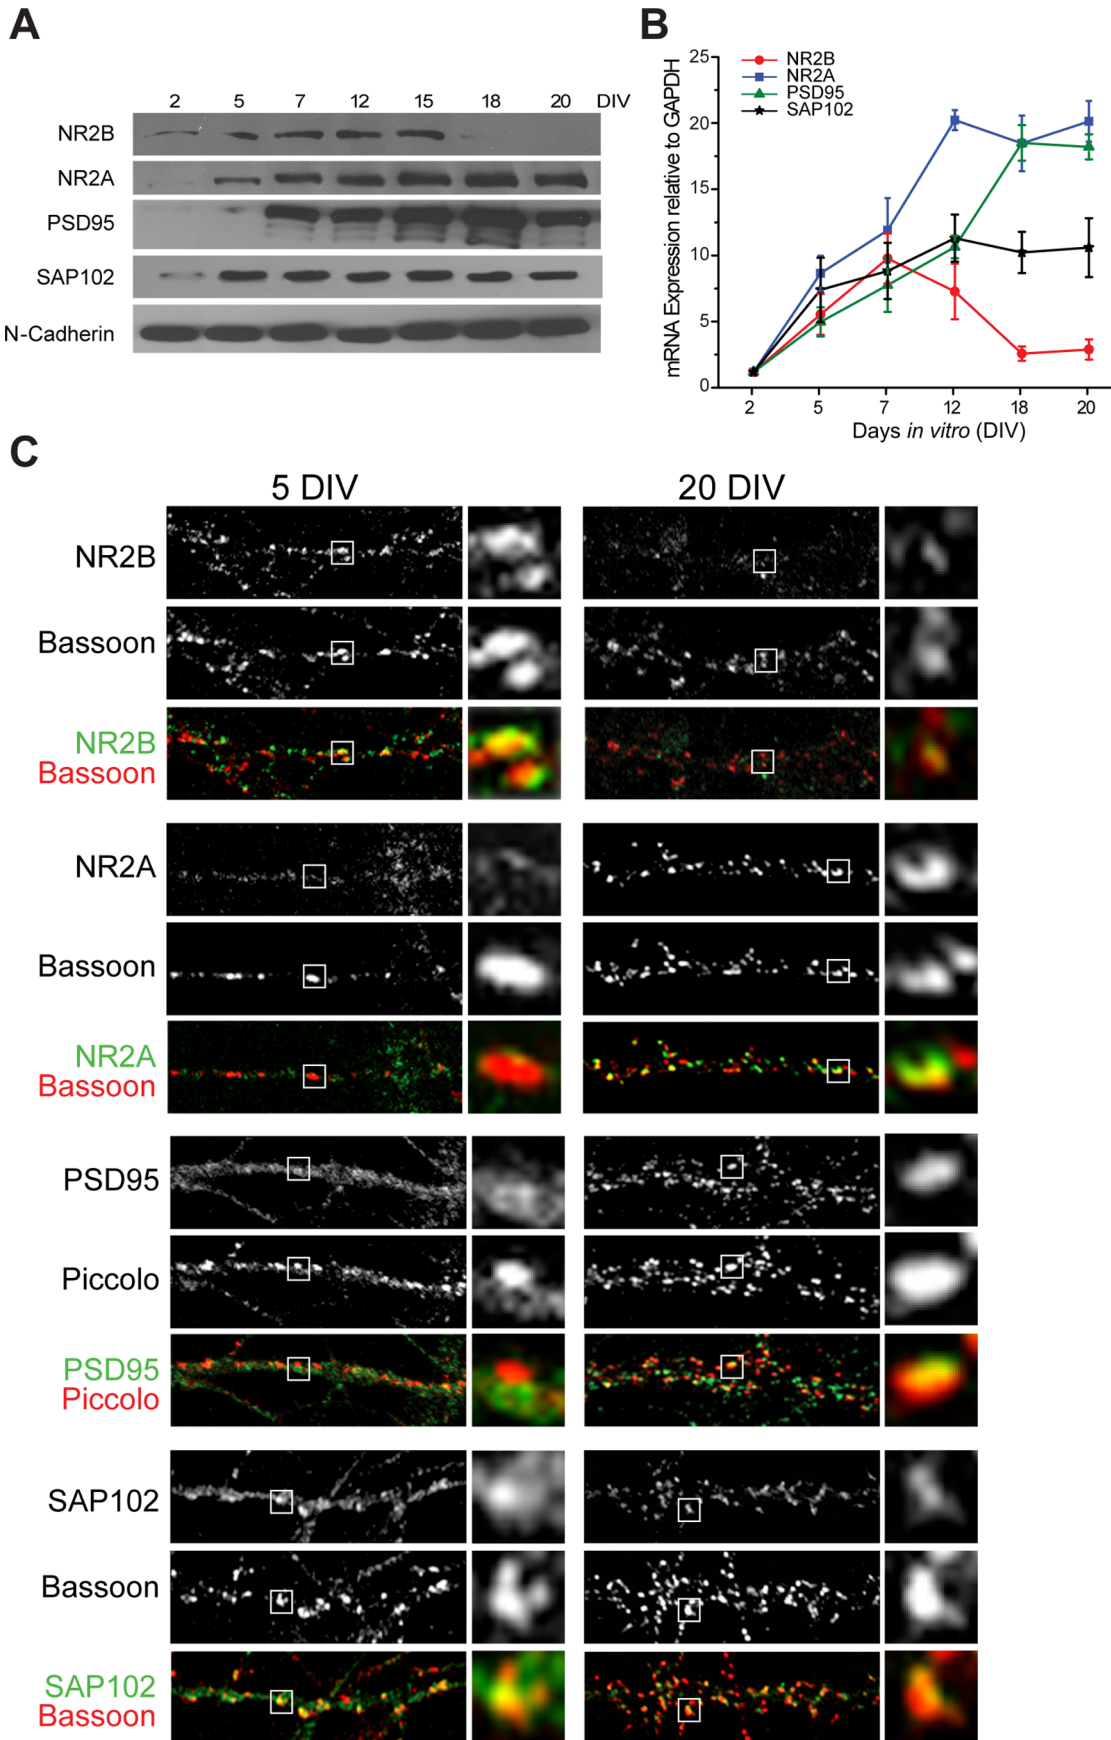 A
2 5 7 12 15 18 20 DIV
NR2B
NR2A
PSD95
SAP102
N-Cadherin
B
mRNA Expression relative to GAPDH
25
20
15
10
5
0
NR2B
NR2A
PSD95
SAP102
2 5 7 12 18 20
Days in vitro (DIV)
C
5 DIV 20 DIV
NR2B
Bassoon
NR2B
Bassoon
NR2A
Bassoon
NR2A
Bassoon
PSD95
Piccolo
PSD95
Piccolo
SAP102
Bassoon
SAP102
Bassoon